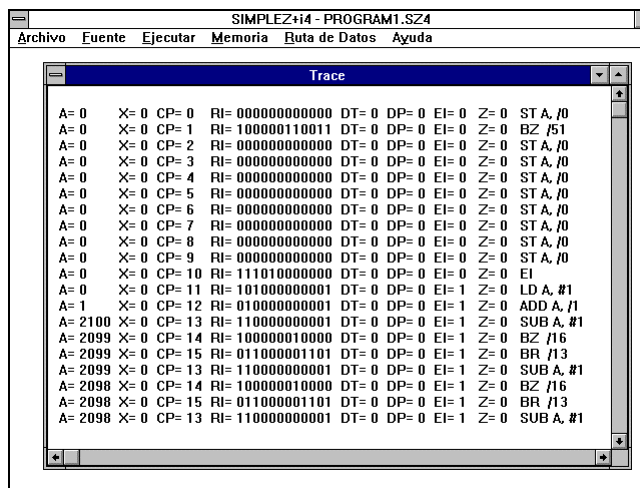 SIMPLEZ+i4 - PROGRAM1.SZ4
Archivo Fuente Ejecutar Memoria Ruta de Datos Ayuda
Trace
A= 0 X= 0 CP= 0 RI= 000000000000 DT= 0 DP= 0 EI= 0 Z= 0 ST A, /0
A= 0 X= 0 CP= 1 RI= 100000110011 DT= 0 DP= 0 EI= 0 Z= 0 BZ /51
A= 0 X= 0 CP= 2 RI= 000000000000 DT= 0 DP= 0 EI= 0 Z= 0 ST A, /0
A= 0 X= 0 CP= 3 RI= 000000000000 DT= 0 DP= 0 EI= 0 Z= 0 ST A, /0
A= 0 X= 0 CP= 4 RI= 000000000000 DT= 0 DP= 0 EI= 0 Z= 0 ST A, /0
A= 0 X= 0 CP= 5 RI= 000000000000 DT= 0 DP= 0 EI= 0 Z= 0 ST A, /0
A= 0 X= 0 CP= 6 RI= 000000000000 DT= 0 DP= 0 EI= 0 Z= 0 ST A, /0
A= 0 X= 0 CP= 7 RI= 000000000000 DT= 0 DP= 0 EI= 0 Z= 0 ST A, /0
A= 0 X= 0 CP= 8 RI= 000000000000 DT= 0 DP= 0 EI= 0 Z= 0 ST A, /0
A= 0 X= 0 CP= 9 RI= 000000000000 DT= 0 DP= 0 EI= 0 Z= 0 ST A, /0
A= 0 X= 0 CP= 10 RI= 111010000000 DT= 0 DP= 0 EI= 0 Z= 0 EI
A= 0 X= 0 CP= 11 RI= 101000000001 DT= 0 DP= 0 EI= 1 Z= 0 LD A, #1
A= 1 X= 0 CP= 12 RI= 010000000001 DT= 0 DP= 0 EI= 1 Z= 0 ADD A, /1
A= 2100 X= 0 CP= 13 RI= 110000000001 DT= 0 DP= 0 EI= 1 Z= 0 SUB A, #1
A= 2099 X= 0 CP= 14 RI= 100000010000 DT= 0 DP= 0 EI= 1 Z= 0 BZ /16
A= 2099 X= 0 CP= 15 RI= 011000001101 DT= 0 DP= 0 EI= 1 Z= 0 BR /13
A= 2099 X= 0 CP= 13 RI= 110000000001 DT= 0 DP= 0 EI= 1 Z= 0 SUB A, #1
A= 2098 X= 0 CP= 14 RI= 100000010000 DT= 0 DP= 0 EI= 1 Z= 0 BZ /16
A= 2098 X= 0 CP= 15 RI= 011000001101 DT= 0 DP= 0 EI= 1 Z= 0 BR /13
A= 2098 X= 0 CP= 13 RI= 110000000001 DT= 0 DP= 0 EI= 1 Z= 0 SUB A, #1